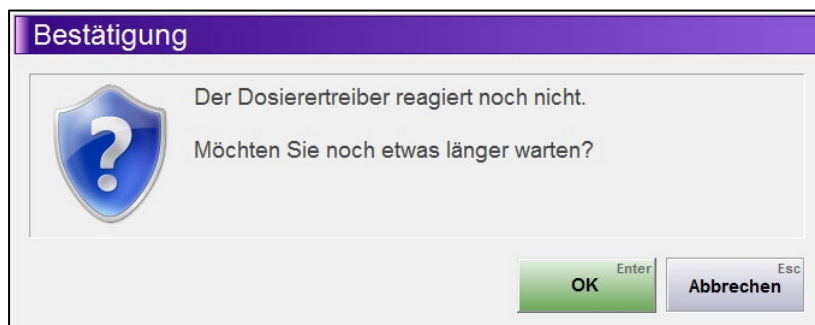 Bestätigung
Der Dosierertreiber reagiert noch nicht.
Möchten Sie noch etwas länger warten?
Enter
OK
Esc
Abbrechen